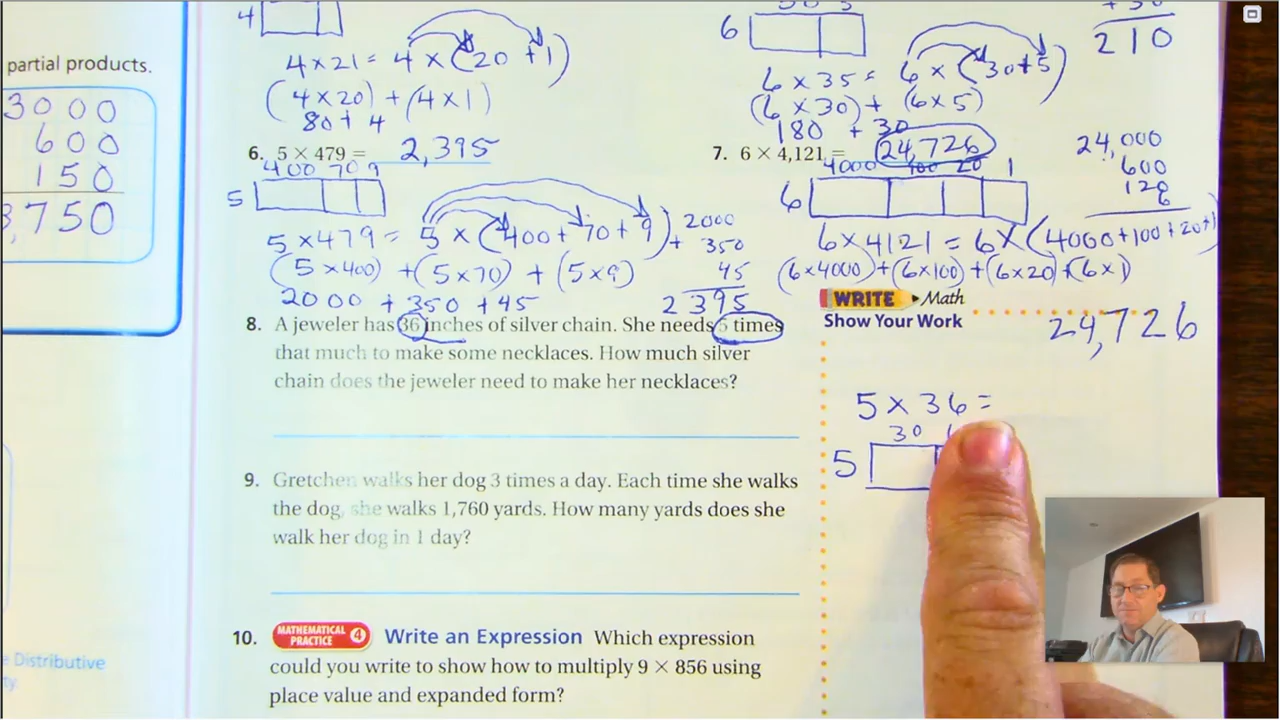 partial products.
3000
600
150
3,750
4
4 × 21 = 4 × (20 + 1)
(4 × 20) + (4 × 1)
80 + 4
6
6 × 35 = 6 × (30 + 5)
(6 × 30) + (6 × 5)
180 + 30
210
6. 5 × 479 = 2,395
400 70 9
5
5 × 479 = 5 × (400 + 70 + 9)
(5 × 400) + (5 × 70) + (5 × 9)
2000 + 350 + 45
2000
+ 350
45
2395
7. 6 × 4,121 = 24,726
4000 100 20 1
6
24,000
600
6 × 4121 = 6 × (4000 + 100 + 20 + 1)
(6 × 4000) + (6 × 100) + (6 × 20) + (6 × 1)
24,726
WRITE Math
Show Your Work
8. A jeweler has 36 inches of silver chain. She needs 5 times
that much to make some necklaces. How much silver
chain does the jeweler need to make her necklaces?
5 × 36 =
30
5
9. Gretchen walks her dog 3 times a day. Each time she walks
the dog, she walks 1,760 yards. How many yards does she
walk her dog in 1 day?
10. MATHEMATICAL PRACTICE 4 Write an Expression Which expression
could you write to show how to multiply 9 × 856 using
place value and expanded form?
Distributive